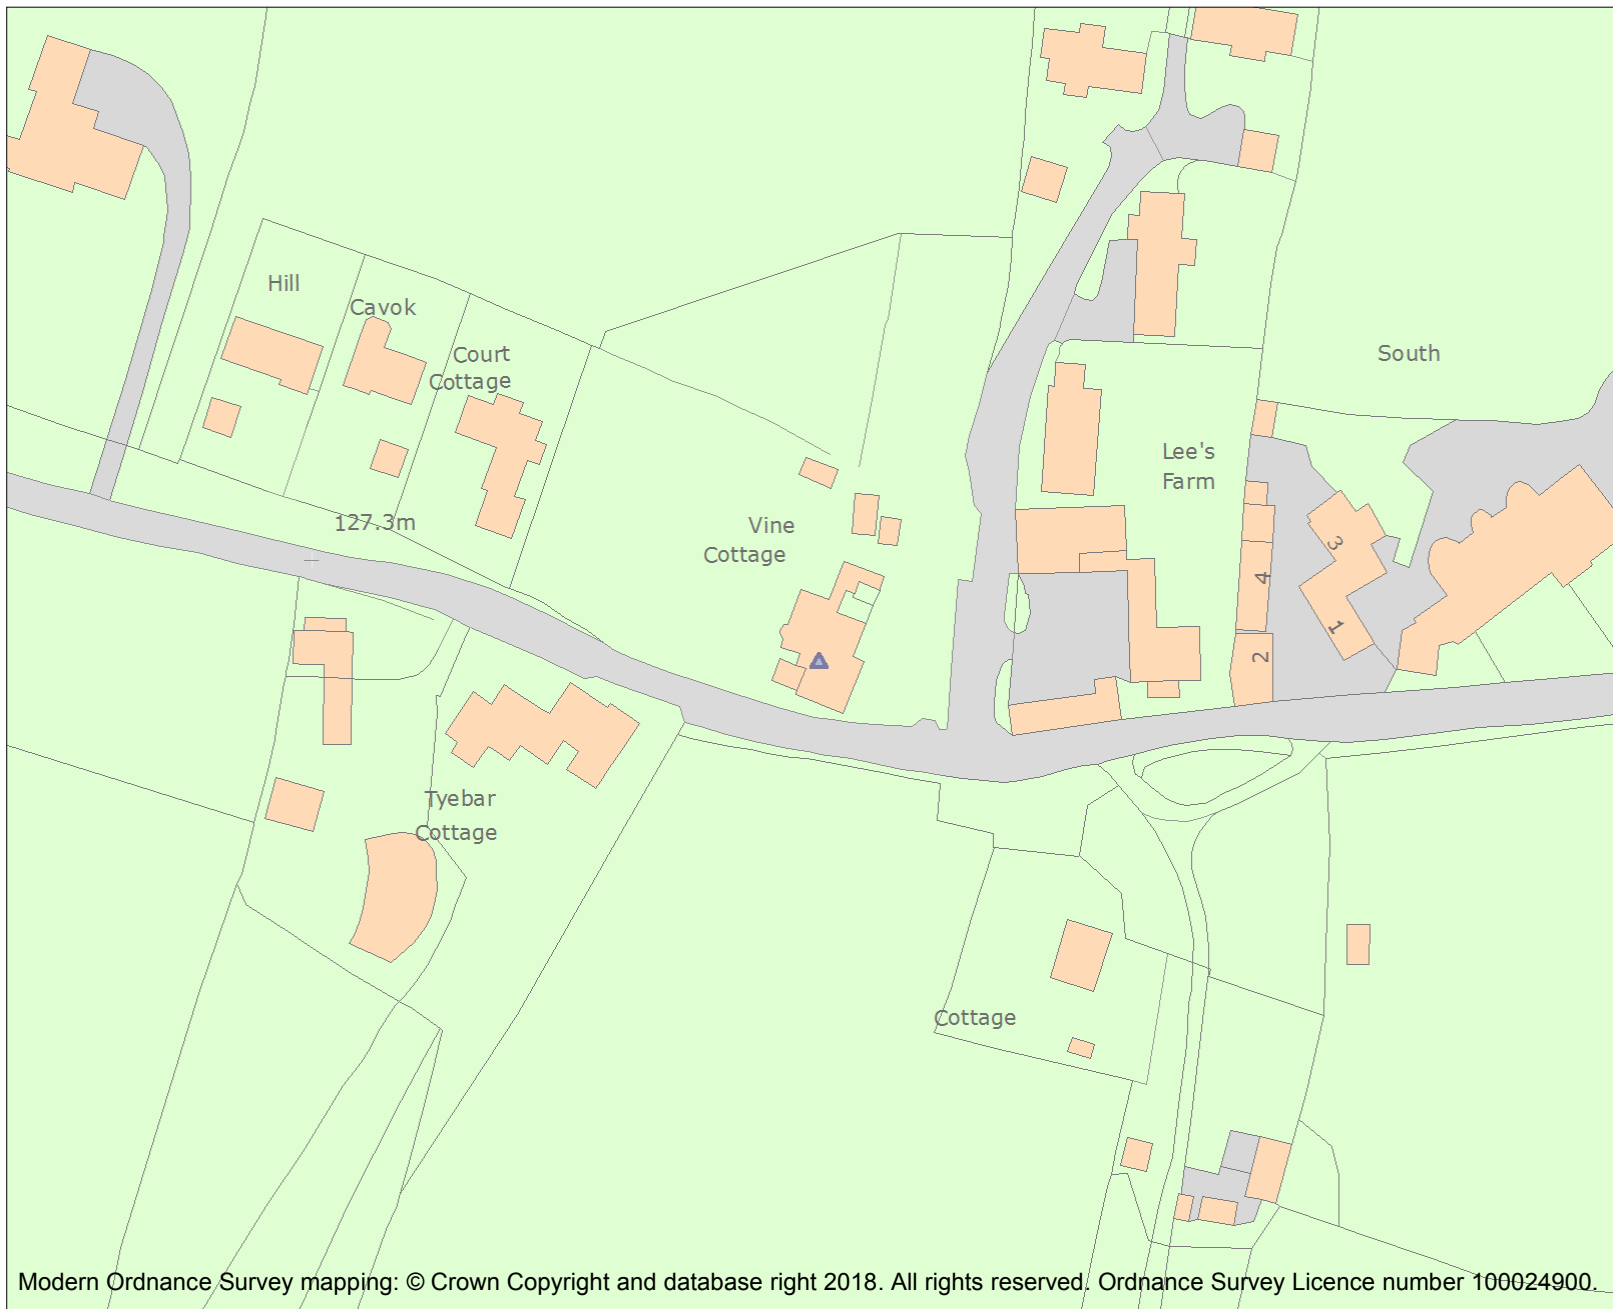 Hill
Cavok
Court
Cottage
South
Lee's
Farm
127.3m
Vine
Cottage
3
4
1
2
Tyebar
Cottage
Cottage
Modern Ordnance Survey mapping: © Crown Copyright and database right 2018. All rights reserved. Ordnance Survey Licence number 100024900.